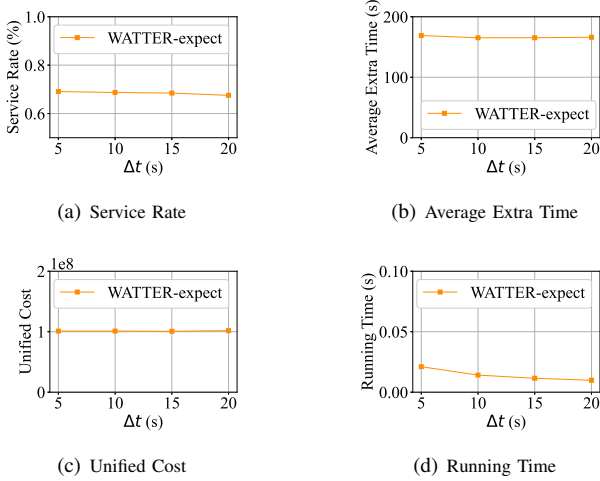 Service Rate (%)
1.0
0.8
0.6
WATTER-expect
5 10 15 20
Δt (s)
(a) Service Rate
Average Extra Time (s)
200
100
0
WATTER-expect
5 10 15 20
Δt (s)
(b) Average Extra Time
1e8
Unified Cost
2
1
0
WATTER-expect
5 10 15 20
Δt (s)
(c) Unified Cost
Running Time (s)
0.10
0.05
0.00
WATTER-expect
5 10 15 20
Δt (s)
(d) Running Time